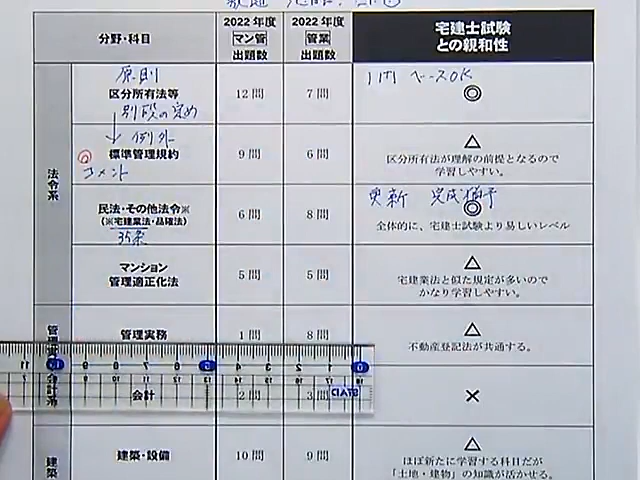 分野・科目
2022年度
マン管
出題数
2022年度
管業
出題数
宅建士試験
との親和性
法令系
原則
区分所有法等
別段の定め
12問
7問
1問 ベースOK
◎
例外
標準管理規約
コメント
9問
6問
△
区分所有法が理解の前提となるので
学習しやすい。
民法・その他法令※
(※宅建業法・品確法)
35条
6問
8問
更新 完成猶予
◎
全体的に、宅建士試験より易しいレベル
マンション
管理適正化法
5問
5問
△
宅建業法と似た規定が多いので
かなり学習しやすい。
管理実務
1問
8問
△
不動産登記法が共通する。
会計
2問
3問
×
建築・設備
10問
9問
△
ほぼ新たに学習する科目だが
「土地・建物」の知識が活かせる。
建築